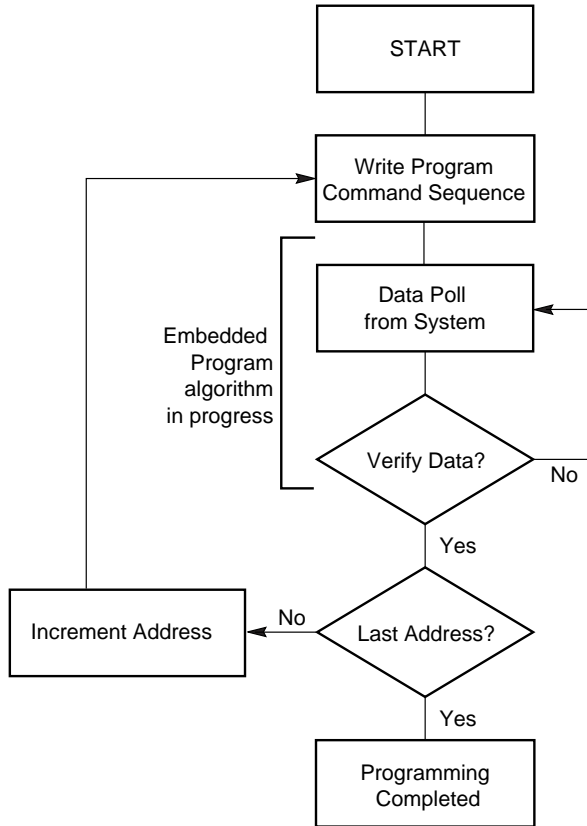 START
Write Program
Command Sequence
Data Poll
from System
Embedded
Program
algorithm
in progress
Verify Data?
No
Yes
Last Address?
No
Increment Address
Yes
Programming
Completed